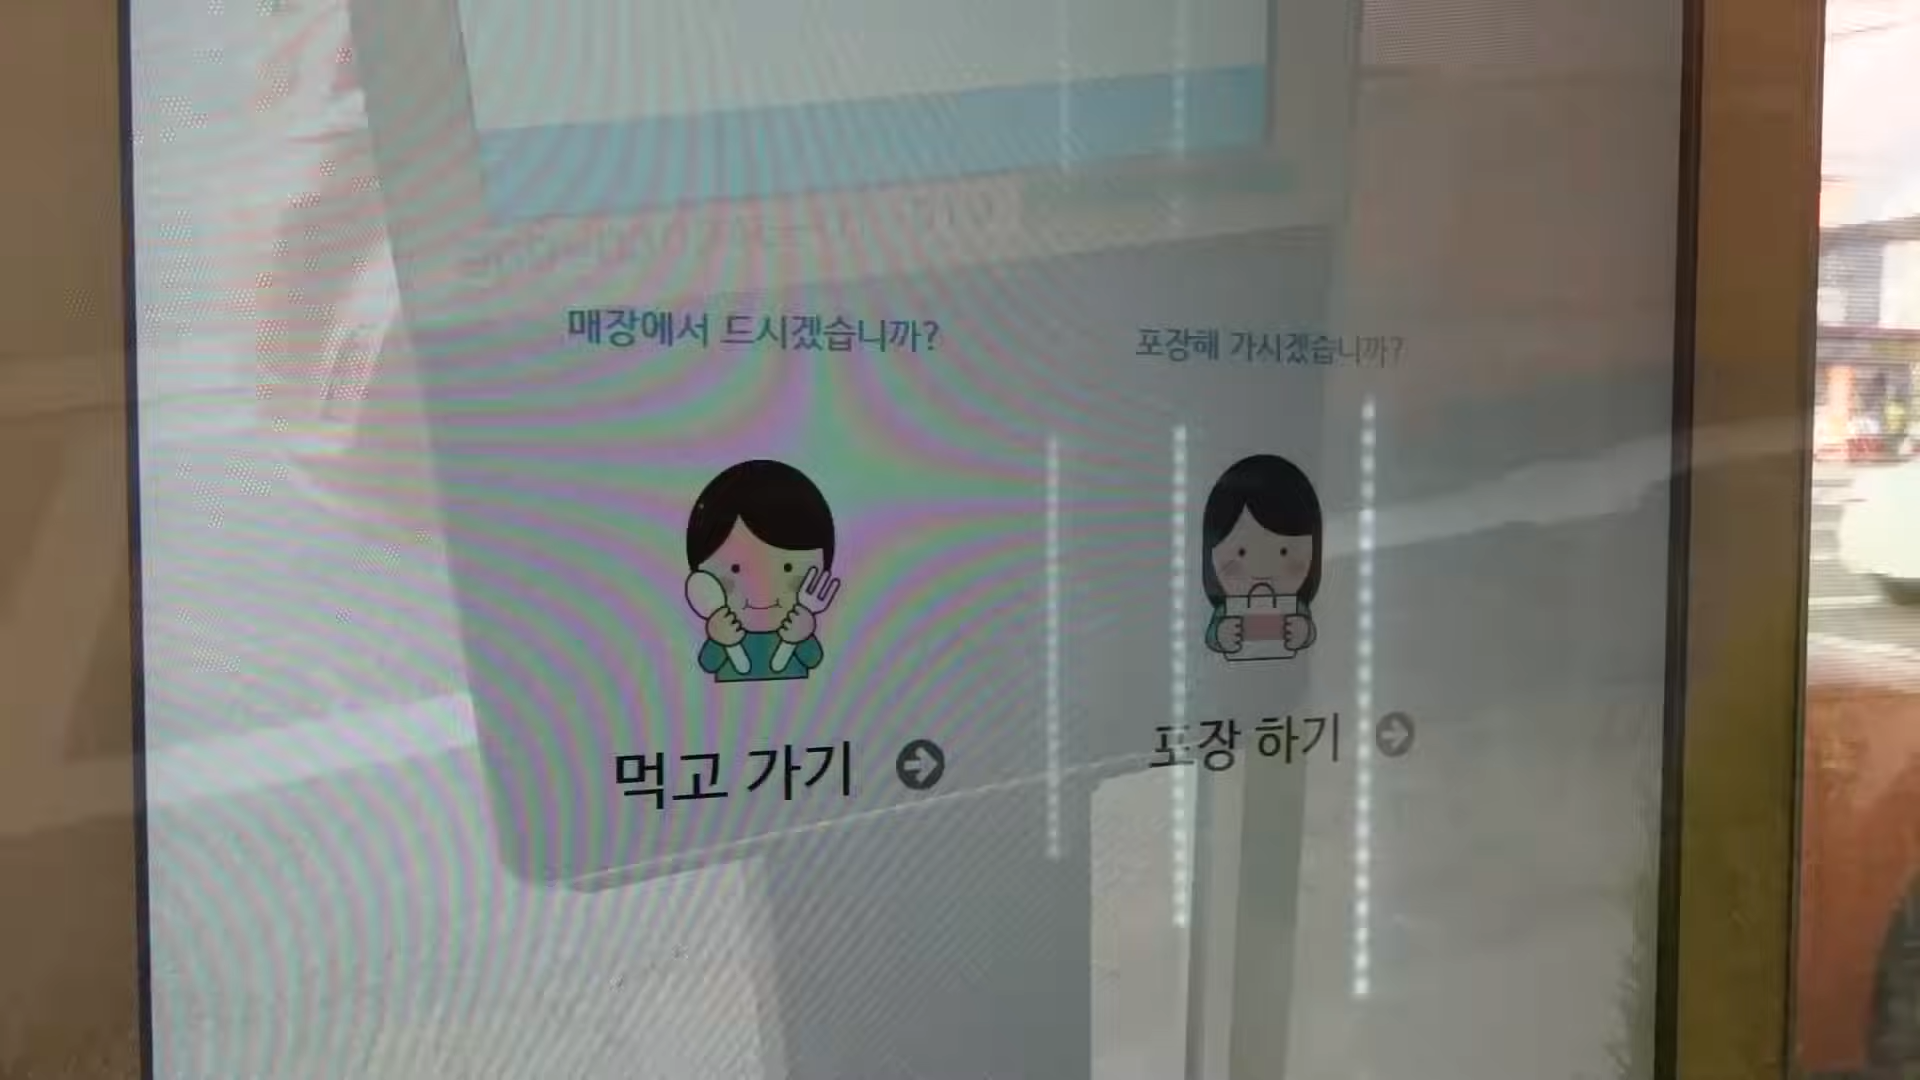 매장에서 드시겠습니까?
포장해 가시겠습니까?
먹고 가기
포장 하기